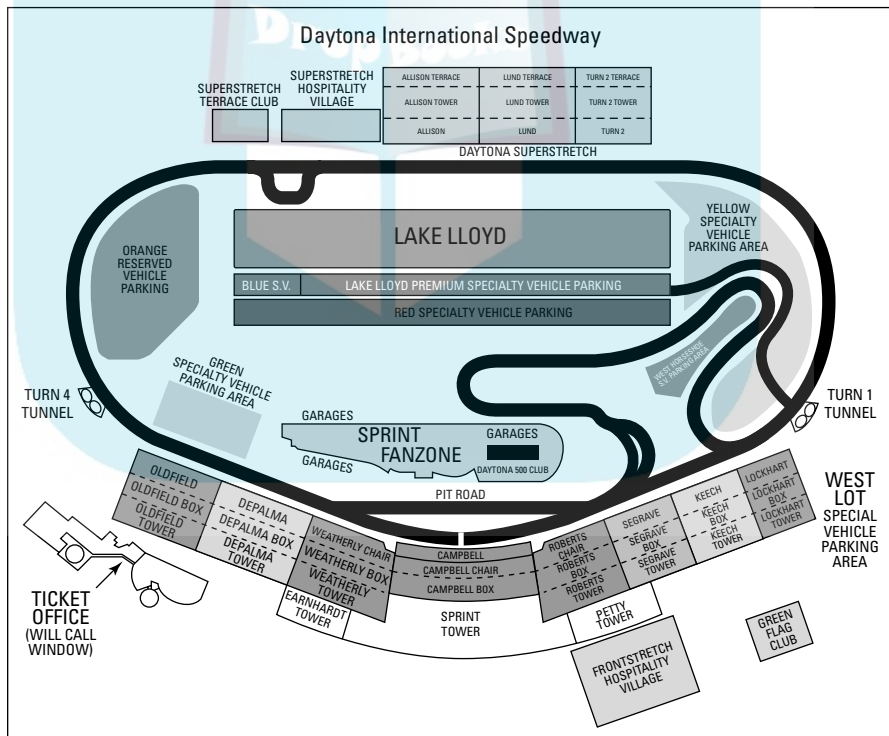 Drop Books
Daytona International Speedway
SUPERSTRETCH
TERRACE CLUB
SUPERSTRETCH
HOSPITALITY
VILLAGE
ALLISON TERRACE
LUND TERRACE
TURN 2 TERRACE
ALLISON TOWER
LUND TOWER
TURN 2 TOWER
ALLISON
LUND
TURN 2
DAYTONA SUPERSTRETCH
ORANGE
RESERVED
VEHICLE
PARKING
LAKE LLOYD
YELLOW
SPECIALTY
VEHICLE
PARKING AREA
BLUE S.V.
LAKE LLOYD PREMIUM SPECIALTY VEHICLE PARKING
RED SPECIALTY VEHICLE PARKING
WEST HORSESHOE
S.V. PARKING AREA
GREEN
SPECIALTY VEHICLE
PARKING AREA
TURN 4
TUNNEL
TURN 1
TUNNEL
GARAGES
SPRINT
FANZONE
GARAGES
GARAGES
DAYTONA 500 CLUB
PIT ROAD
OLDFIELD
OLDFIELD BOX
OLDFIELD
TOWER
DEPALMA
DEPALMA BOX
DEPALMA
TOWER
WEATHERLY CHAIR
WEATHERLY BOX
WEATHERLY
TOWER
CAMPBELL
CAMPBELL CHAIR
CAMPBELL BOX
ROBERTS
CHAIR
ROBERTS
BOX
ROBERTS
TOWER
SEGRAVE
SEGRAVE
BOX
SEGRAVE
TOWER
KEECH
KEECH
BOX
KEECH
TOWER
LOCKHART
LOCKHART
BOX
LOCKHART
TOWER
WEST
LOT
SPECIAL
VEHICLE
PARKING
AREA
TICKET
OFFICE
(WILL CALL
WINDOW)
EARNHARDT
TOWER
SPRINT
TOWER
PETTY
TOWER
FRONTSTRETCH
HOSPITALITY
VILLAGE
GREEN
FLAG
CLUB